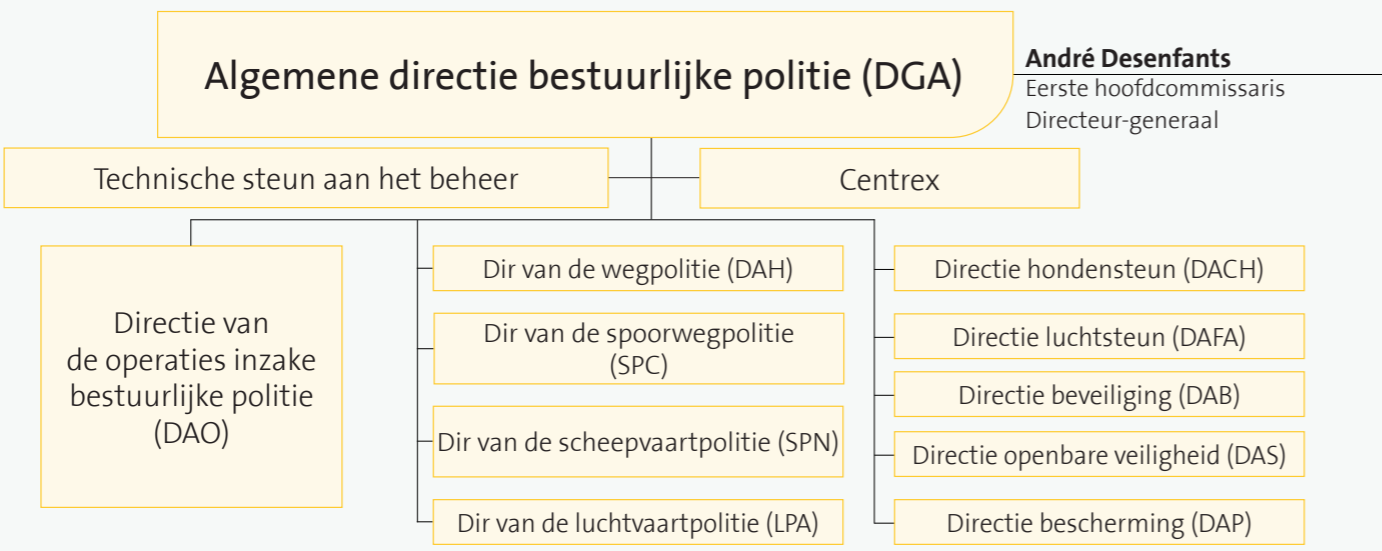 Algemene directie bestuurlijke politie (DGA)
André Desenfants
Eerste hoofdcommissaris
Directeur-generaal
Technische steun aan het beheer
Centrex
Directie van
de operaties inzake
bestuurlijke politie
(DAO)
Dir van de wegpolitie (DAH)
Dir van de spoorwegpolitie
(SPC)
Dir van de scheepvaartpolitie (SPN)
Dir van de luchtvaartpolitie (LPA)
Directie hondensteun (DACH)
Directie luchtsteun (DAFA)
Directie beveiliging (DAB)
Directie openbare veiligheid (DAS)
Directie bescherming (DAP)